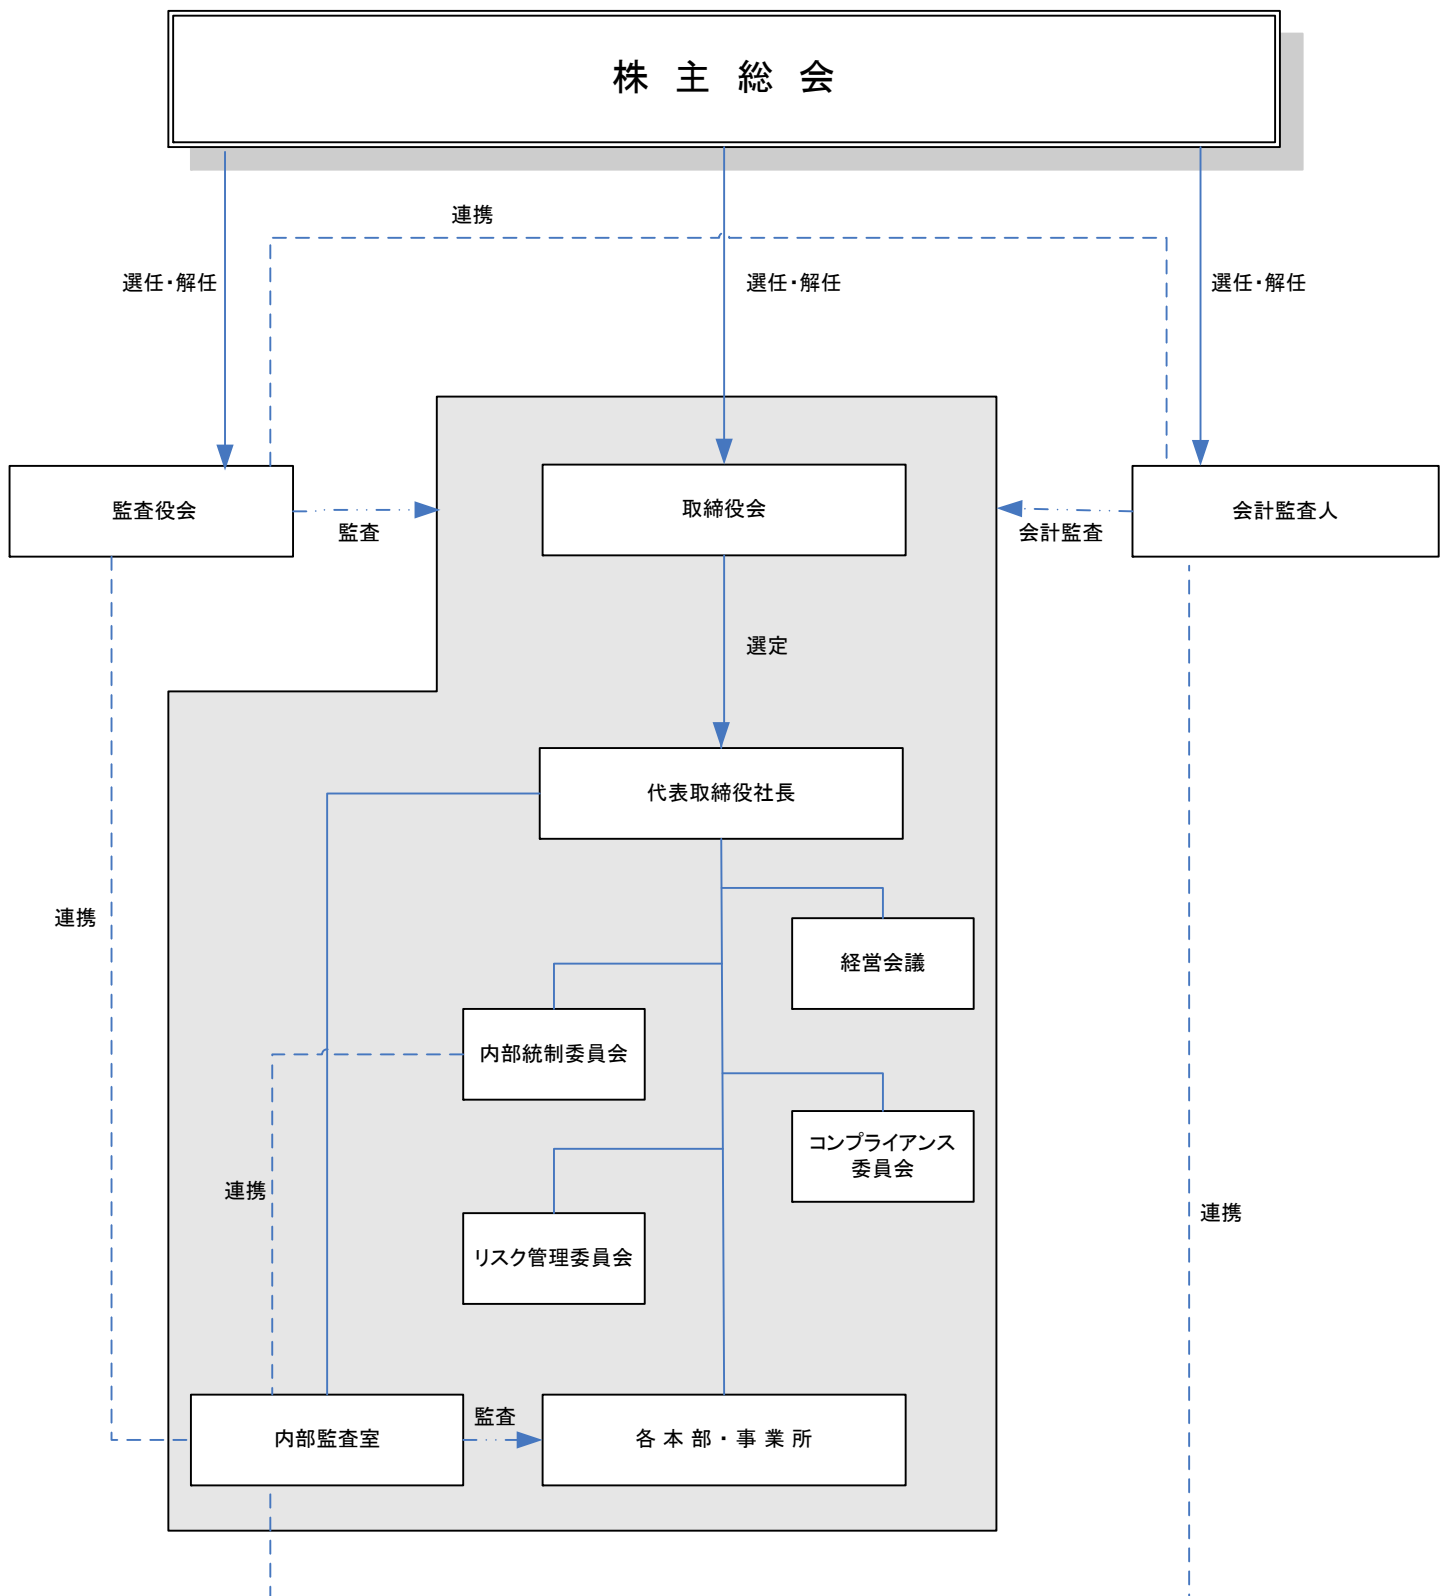 株 主 総 会
連携
選任・解任
選任・解任
選任・解任
監査役会
取締役会
会計監査人
監査
会計監査
選定
代表取締役社長
連携
経営会議
内部統制委員会
コンプライアンス
委員会
連携
連携
リスク管理委員会
監査
内部監査室
各 本 部 ・ 事 業 所